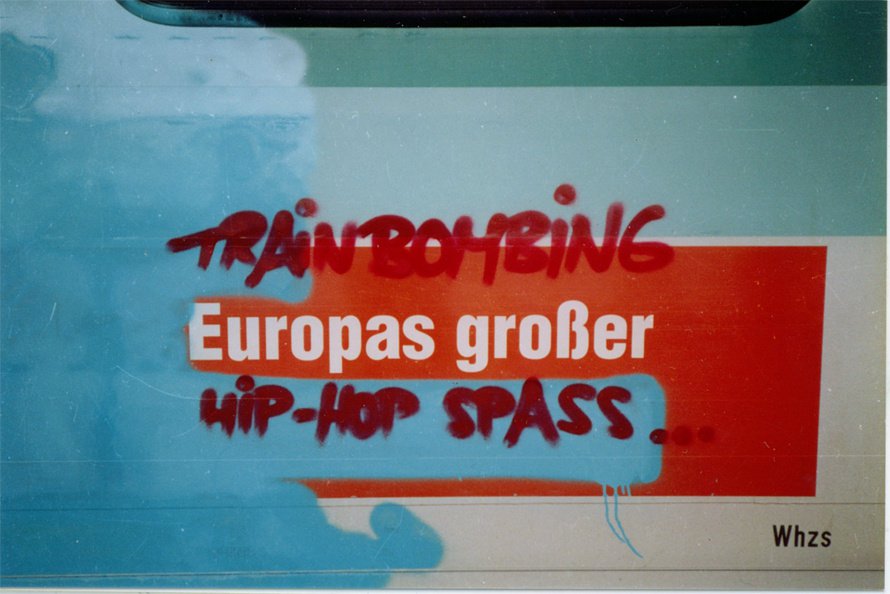 TRAiNBOMBiNG
Europas großer
HiP-HOP SPASS...
Whzs